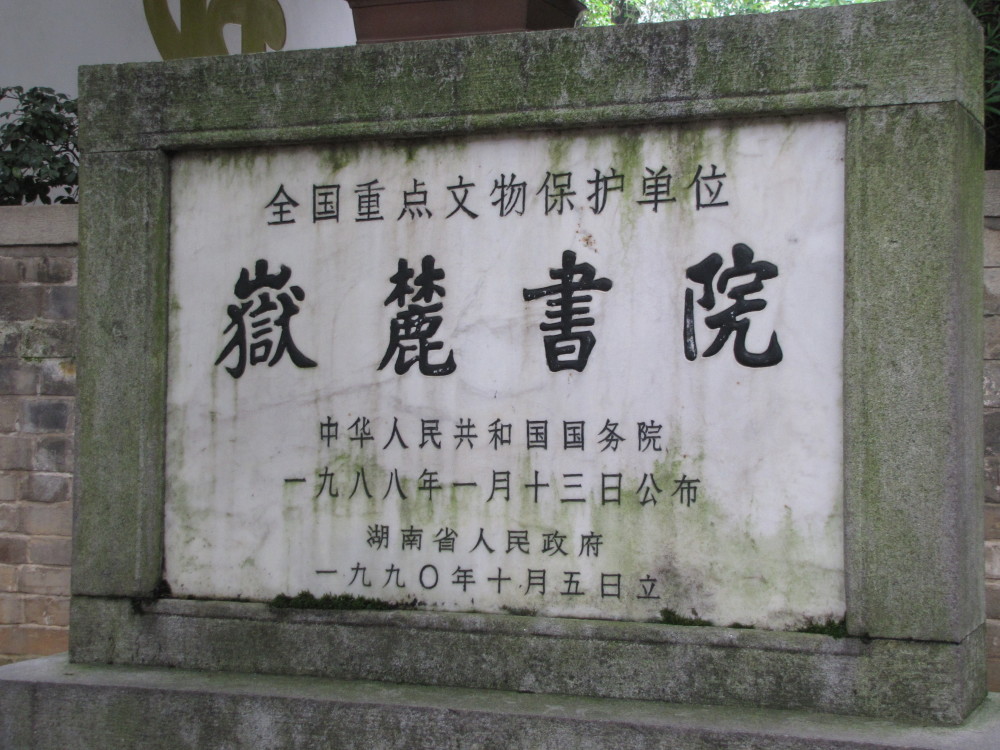 全国重点文物保护单位
嶽麓書院
中华人民共和国国务院
一九八八年一月十三日公布
湖南省人民政府
一九九〇年十月五日立